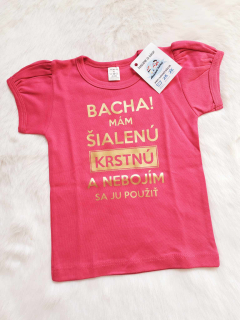 BACHA!
MÁM
ŠIALENÚ
KRSTNÚ
A NEBOJÍM
SA JU POUŽIŤ